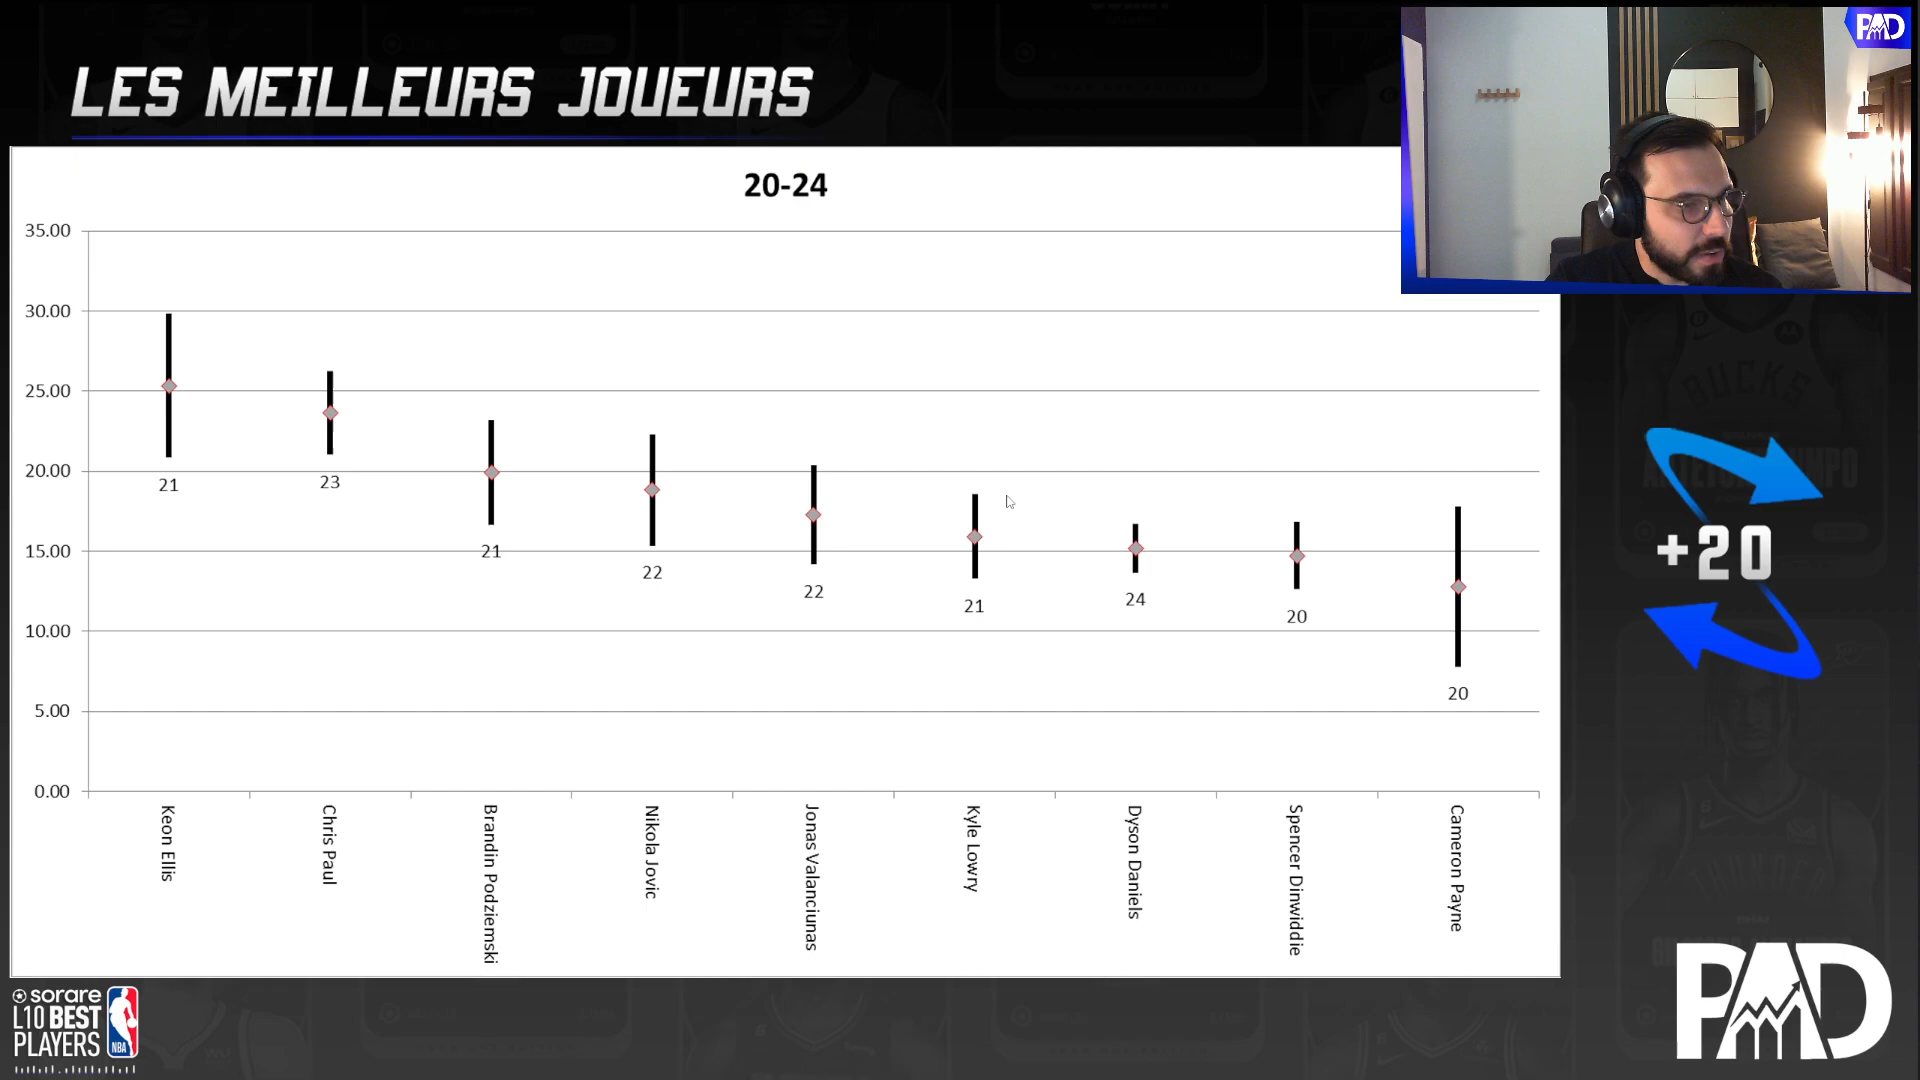 LES MEILLEURS JOUEURS
PAD
20-24
35.00
30.00
25.00
20.00
15.00
10.00
5.00
0.00
21
23
21
22
22
21
24
20
20
Keon Ellis
Chris Paul
Brandin Podziemski
Nikola Jovic
Jonas Valanciunas
Kyle Lowry
Dyson Daniels
Spencer Dinwiddie
Cameron Payne
BUCKS
+20
THUNDER
sorare
L10 BEST
PLAYERS
NBA
PAD